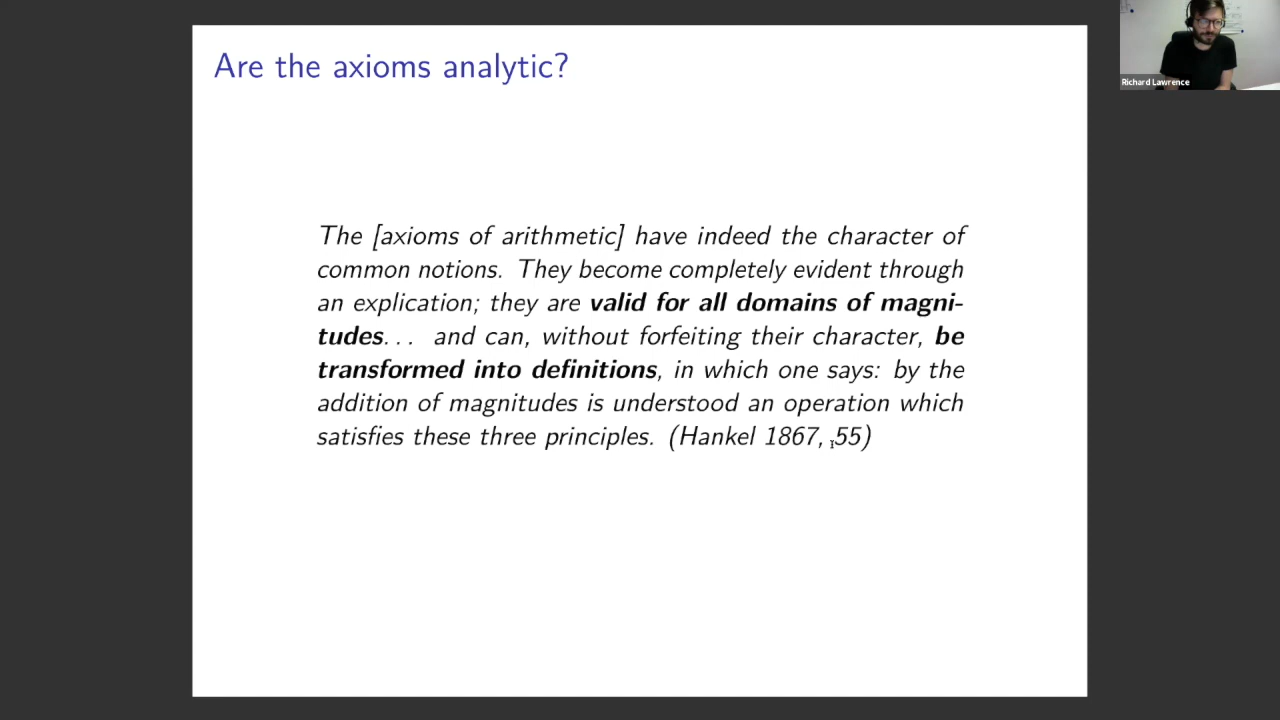 Are the axioms analytic?
Richard Lawrence
The [axioms of arithmetic] have indeed the character of
common notions. They become completely evident through
an explication; they are valid for all domains of magni-
tudes... and can, without forfeiting their character, be
transformed into definitions, in which one says: by the
addition of magnitudes is understood an operation which
satisfies these three principles. (Hankel 1867, 55)